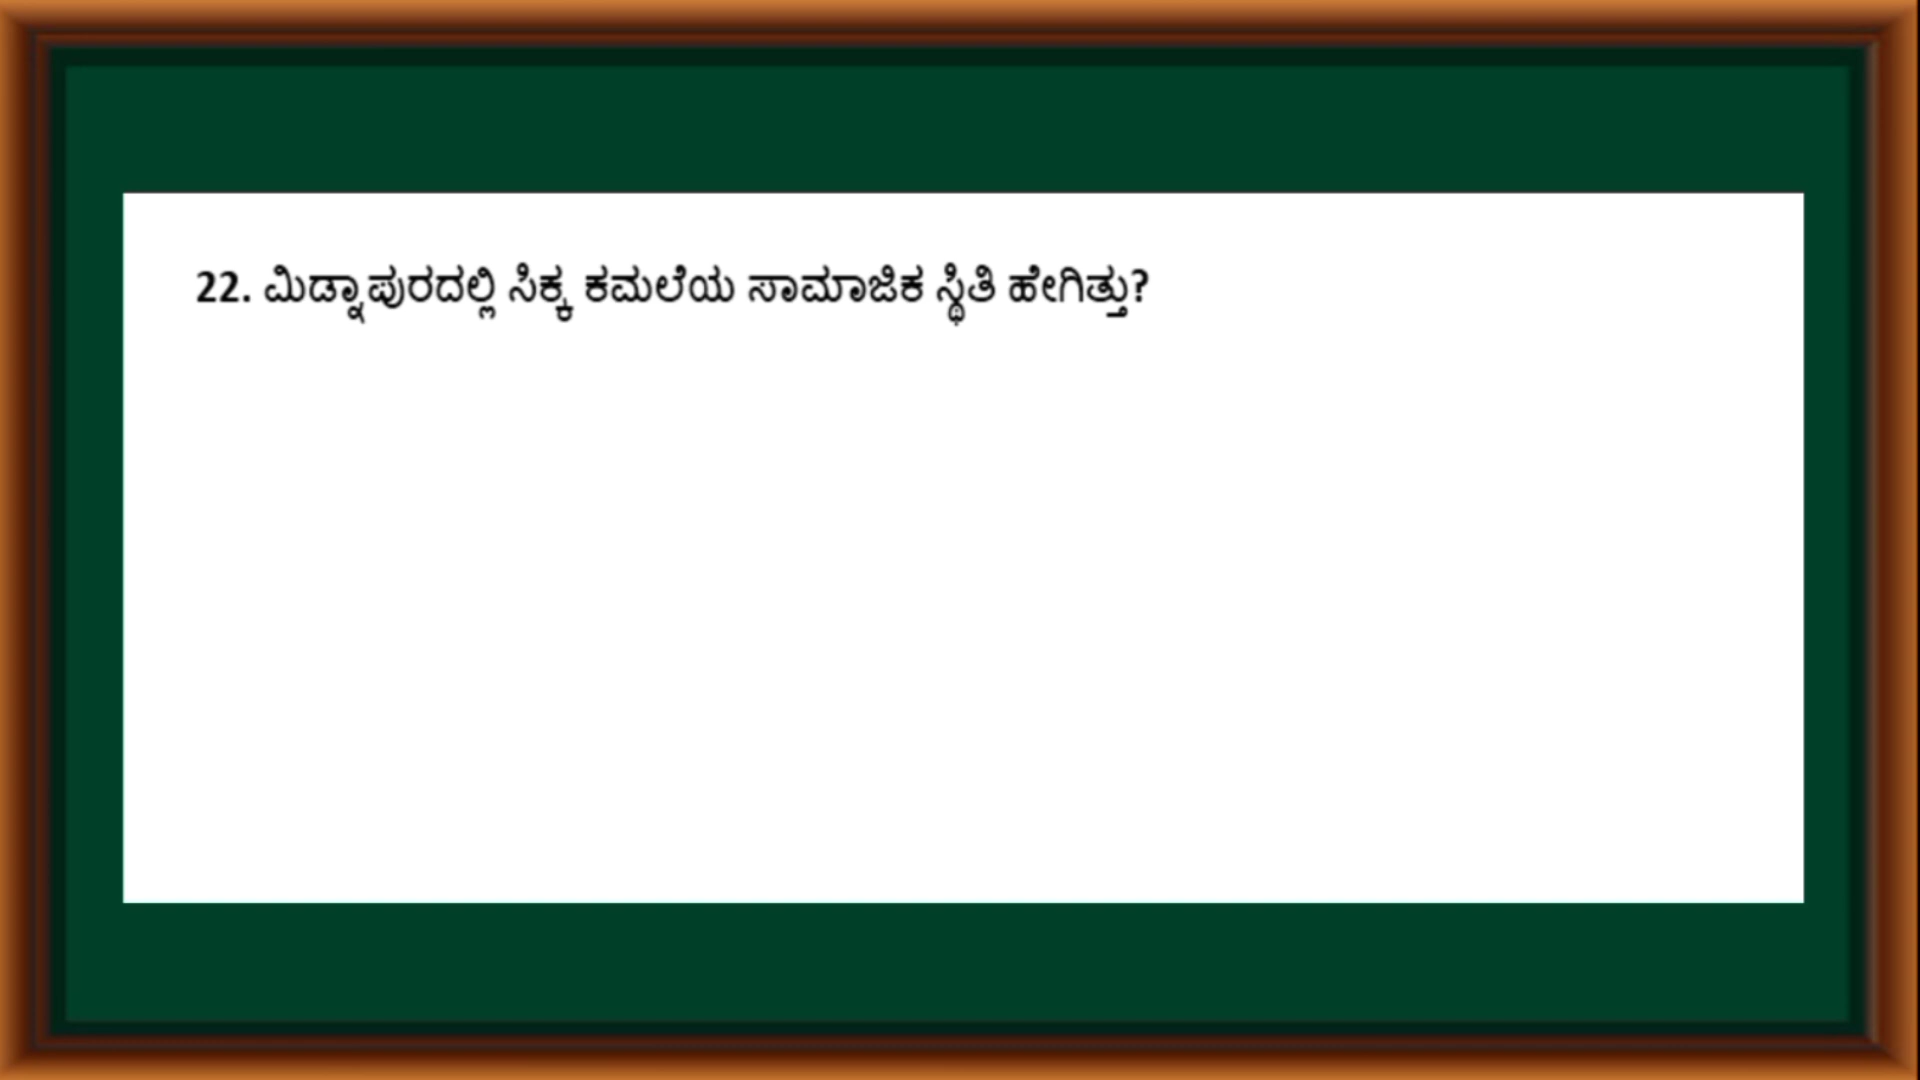 22. ಮಿಡ್ನಾಪುರದಲ್ಲಿ ಸಿಕ್ಕ ಕಮಲೆಯ ಸಾಮಾಜಿಕ ಸ್ಥಿತಿ ಹೇಗಿತ್ತು?